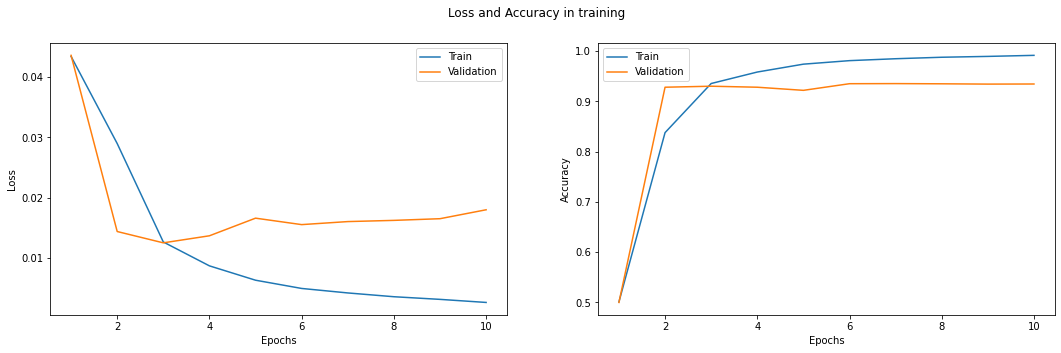 Loss and Accuracy in training
Train
Validation
0.04
0.03
0.02
0.01
Loss
2
4
6
8
10
Epochs
Train
Validation
1.0
0.9
0.8
0.7
0.6
0.5
Accuracy
2
4
6
8
10
Epochs